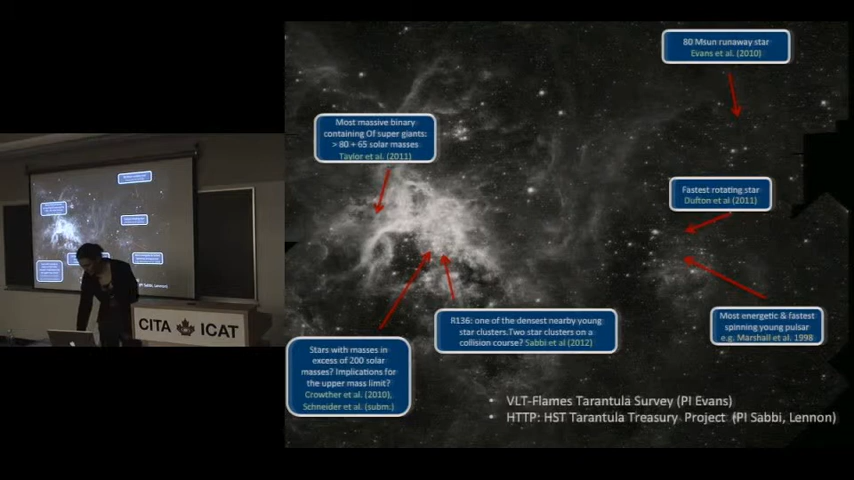 80 Msun runaway star
Evans et al. (2010)
Most massive binary
containing Of super giants:
> 80 + 65 solar masses
Taylor et al. (2011)
Fastest rotating star
Dufton et al (2011)
R136: one of the densest nearby young
star clusters.Two star clusters on a
collision course? Sabbi et al (2012)
Most energetic & fastest
spinning young pulsar
e.g. Marshall et al. 1998
Stars with masses in
excess of 200 solar
masses? Implications for
the upper mass limit?
Crowther et al. (2010),
Schneider et al. (subm.)
• VLT-Flames Tarantula Survey (PI Evans)
• HTTP: HST Tarantula Treasury Project (PI Sabbi, Lennon)
CITA ICAT